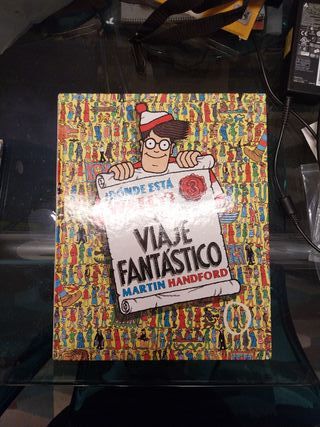 ¿DÓNDE ESTÁ
3
VIAJE
FANTÁSTICO
MARTIN HANDFORD